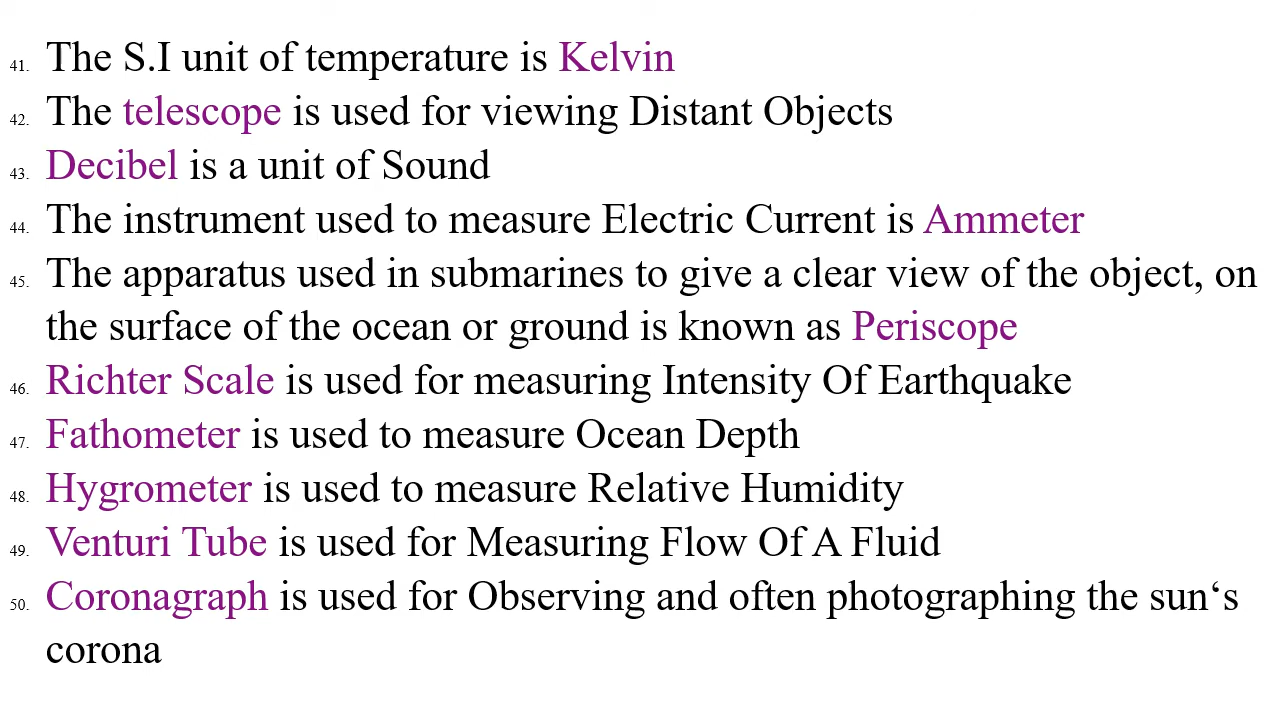 41. The S.I unit of temperature is Kelvin
42. The telescope is used for viewing Distant Objects
43. Decibel is a unit of Sound
44. The instrument used to measure Electric Current is Ammeter
45. The apparatus used in submarines to give a clear view of the object, on
the surface of the ocean or ground is known as Periscope
46. Richter Scale is used for measuring Intensity Of Earthquake
47. Fathometer is used to measure Ocean Depth
48. Hygrometer is used to measure Relative Humidity
49. Venturi Tube is used for Measuring Flow Of A Fluid
50. Coronagraph is used for Observing and often photographing the sun‘s
corona